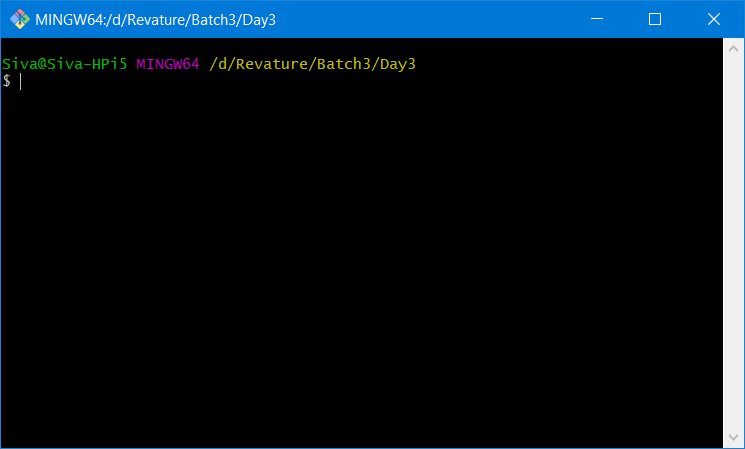 MINGW64:/d/Revature/Batch3/Day3
Siva@Siva-HPi5 MINGW64 /d/Revature/Batch3/Day3
$